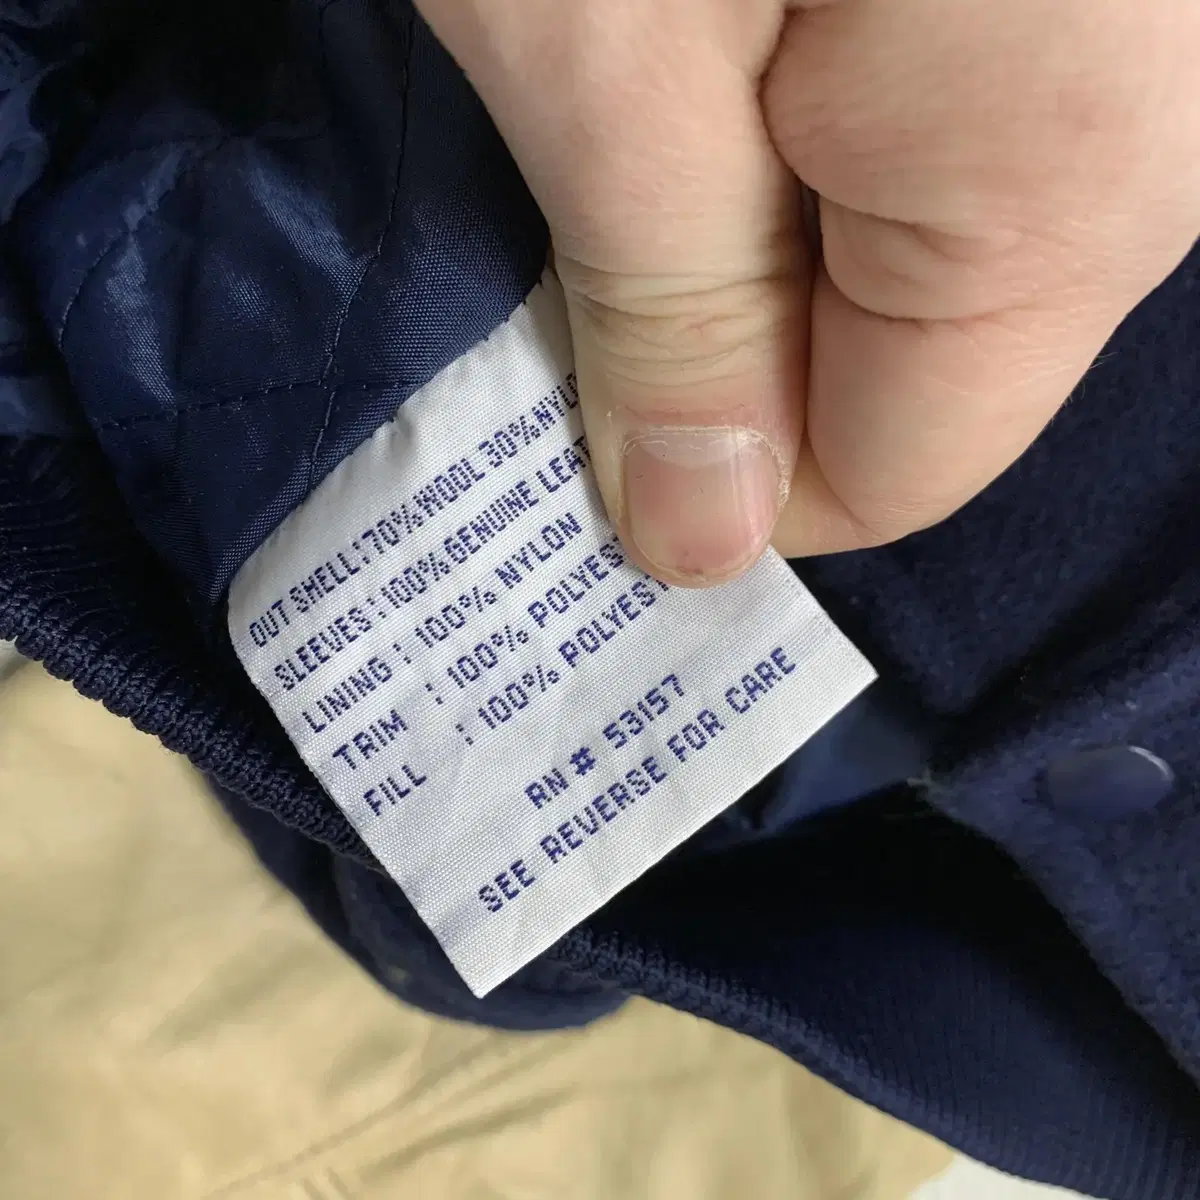 OUT SHELL:70%WOOL 30%NYLO
SLEEVES:100%GENUINE LEAT
LINING : 100% NYLON
TRIM : 100% POLYES
FILL : 100% POLYEST
RN # 53157
SEE REVERSE FOR CARE